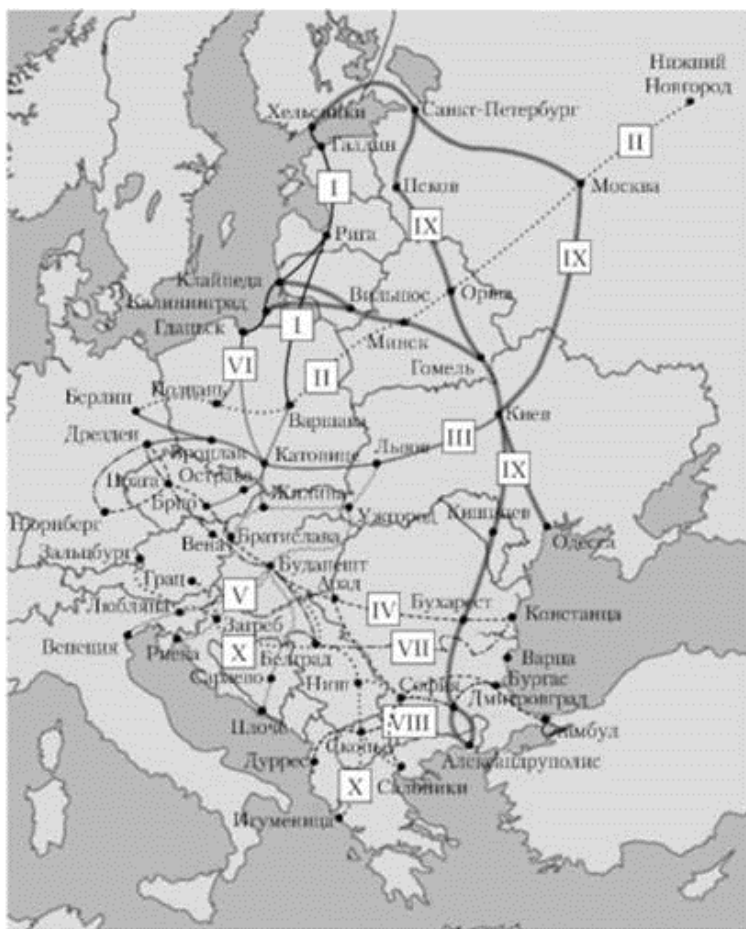 Нижний
Новгород
Хельсинки
Санкт-Петербург
Таллин
II
I
Псков
Москва
IX
Рига
IX
Клайпеда
Калининград
Вильнюс
Орша
I
Гданьск
Минск
VI
II
Гомель
Берлин
Познань
Варшава
Киев
Дрезден
III
Вроцлав
Катовице
Львов
Прага
Острава
IX
Брно
Жилина
Нюрнберг
Ужгород
Кишинев
Вена
Братислава
Одесса
Зальцбург
Будапешт
Грац
Арад
Любляна
V
IV
Бухарест
Констанца
Загреб
Венеция
Риека
X
VII
Белград
Варна
Сараево
Ниш
Бургас
София
Дмитровград
Плоче
VIII
Скопье
Стамбул
Дуррес
Александруполис
X
Салоники
Игуменица